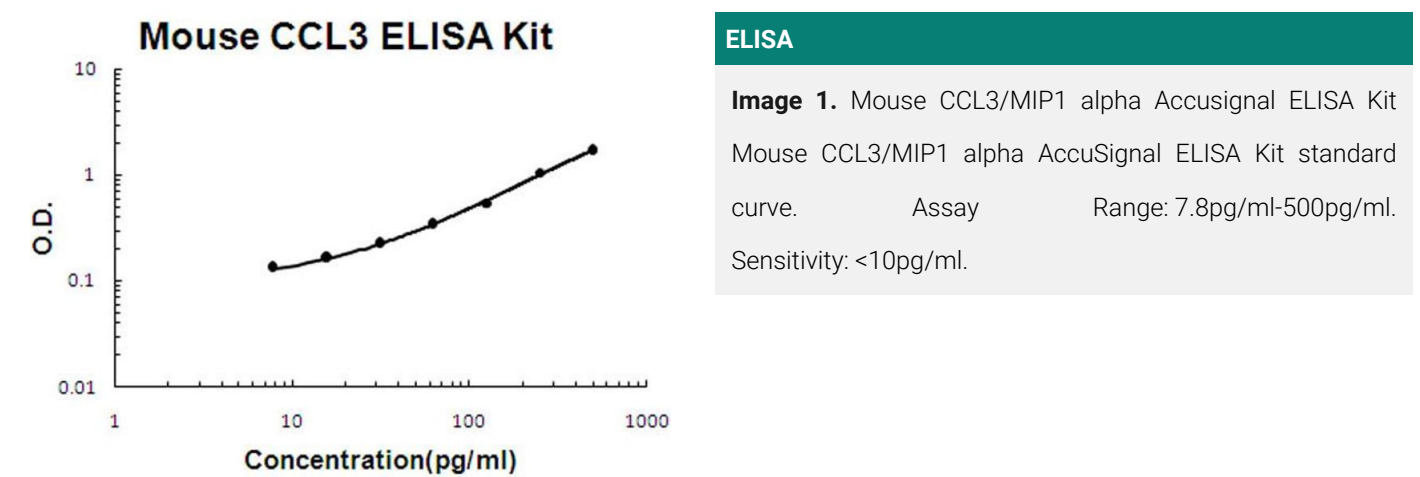 Mouse CCL3 ELISA Kit
10
1
0.1
0.01
O.D.
1 10 100 1000
Concentration(pg/ml)
ELISA
Image 1. Mouse CCL3/MIP1 alpha Accusignal ELISA Kit
Mouse CCL3/MIP1 alpha AccuSignal ELISA Kit standard
curve. Assay Range: 7.8pg/ml-500pg/ml.
Sensitivity: <10pg/ml.